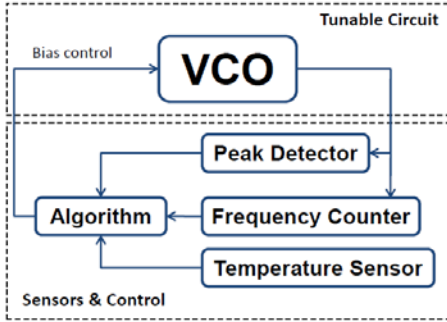 Tunable Circuit
Bias control
VCO
Peak Detector
Algorithm
Frequency Counter
Temperature Sensor
Sensors & Control